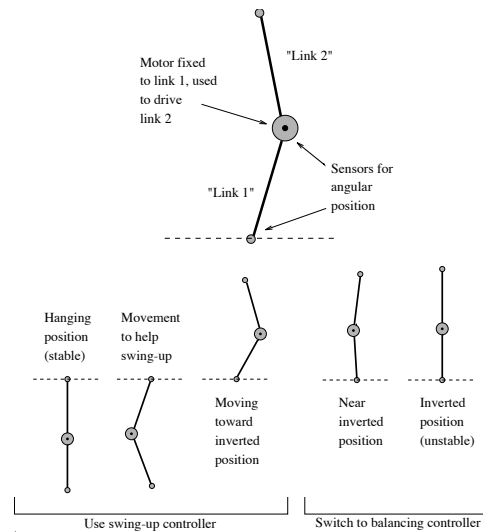 "Link 2"
Motor fixed
to link 1, used
to drive
link 2
Sensors for
angular
position
"Link 1"
Hanging
position
(stable)
Movement
to help
swing-up
Moving
toward
inverted
position
Near
inverted
position
Inverted
position
(unstable)
Use swing-up controller
Switch to balancing controller